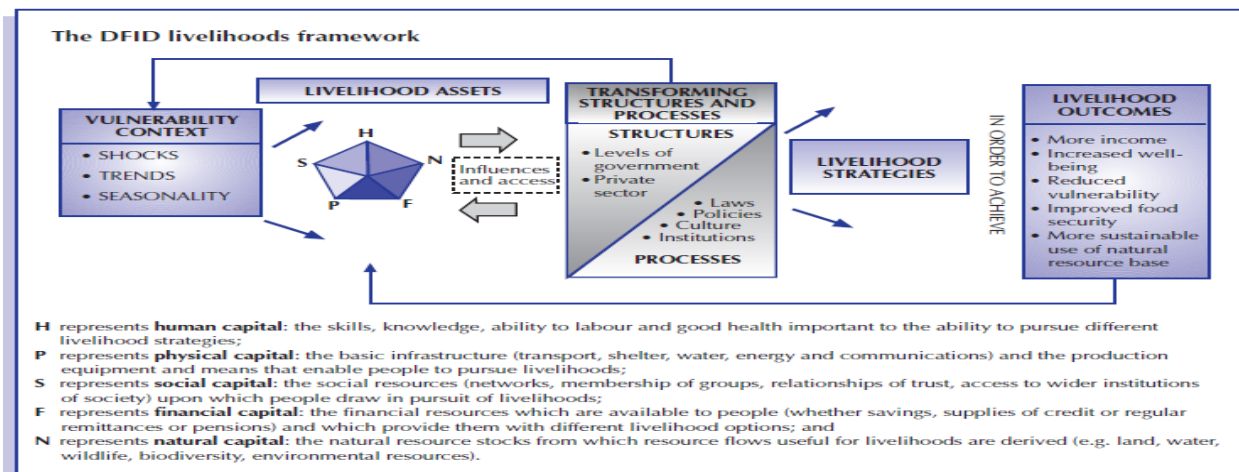 The DFID livelihoods framework
LIVELIHOOD ASSETS
VULNERABILITY
CONTEXT
• SHOCKS
• TRENDS
• SEASONALITY
H
S
N
P
F
Influences
and access
TRANSFORMING
STRUCTURES AND
PROCESSES
STRUCTURES
• Levels of
government
• Private
sector
• Laws
• Policies
• Culture
• Institutions
PROCESSES
LIVELIHOOD
STRATEGIES
IN ORDER TO ACHIEVE
LIVELIHOOD
OUTCOMES
• More income
• Increased well-
being
• Reduced
vulnerability
• Improved food
security
• More sustainable
use of natural
resource base
H represents human capital: the skills, knowledge, ability to labour and good health important to the ability to pursue different
livelihood strategies;
P represents physical capital: the basic infrastructure (transport, shelter, water, energy and communications) and the production
equipment and means that enable people to pursue livelihoods;
S represents social capital: the social resources (networks, membership of groups, relationships of trust, access to wider institutions
of society) upon which people draw in pursuit of livelihoods;
F represents financial capital: the financial resources which are available to people (whether savings, supplies of credit or regular
remittances or pensions) and which provide them with different livelihood options; and
N represents natural capital: the natural resource stocks from which resource flows useful for livelihoods are derived (e.g. land, water,
wildlife, biodiversity, environmental resources).